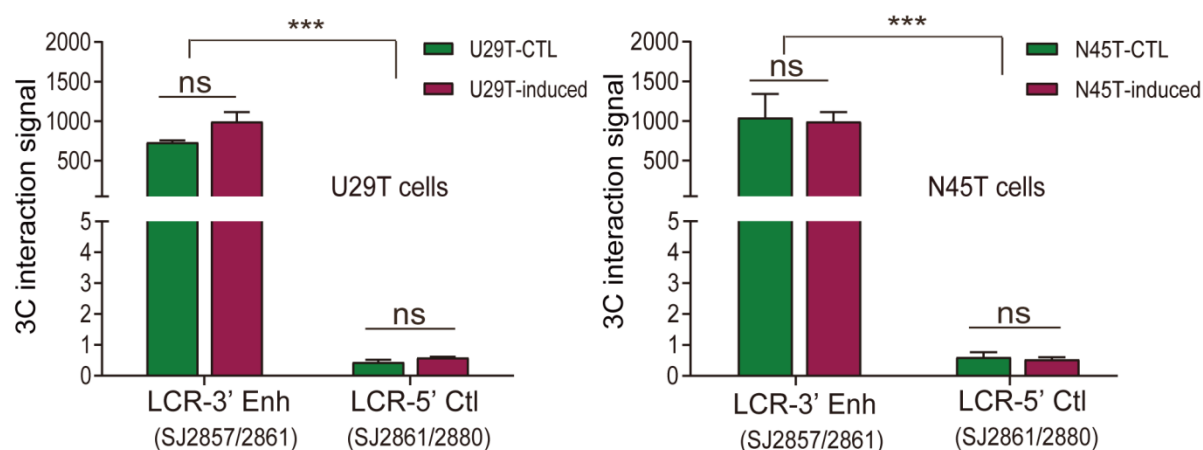 ***
2000
1500
1000
500
5
4
3
2
1
0
3C interaction signal
ns
U29T-CTL
U29T-induced
U29T cells
ns
LCR-3’ Enh
(SJ2857/2861)
LCR-5’ Ctl
(SJ2861/2880)
***
2000
1500
1000
500
5
4
3
2
1
0
3C interaction signal
ns
N45T-CTL
N45T-induced
N45T cells
ns
LCR-3’ Enh
(SJ2857/2861)
LCR-5’ Ctl
(SJ2861/2880)